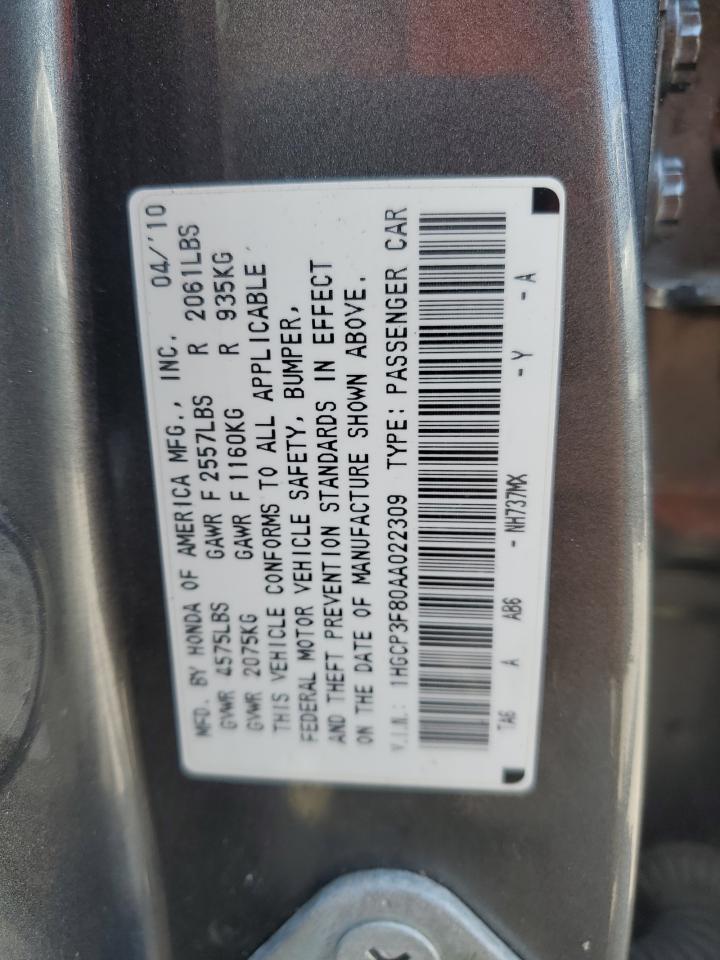 MFD. BY HONDA OF AMERICA MFG., INC. 04/'10
GVWR 4575LBS GAWR F 2557LBS R 2061LBS
GVWR 2075KG GAWR F 1160KG R 935KG
THIS VEHICLE CONFORMS TO ALL APPLICABLE
FEDERAL MOTOR VEHICLE SAFETY, BUMPER,
AND THEFT PREVENTION STANDARDS IN EFFECT
ON THE DATE OF MANUFACTURE SHOWN ABOVE.
V.I.N.: 1HGCP3F80AA022309 TYPE: PASSENGER CAR
TA6 A AB6 - NH737MX - Y - A